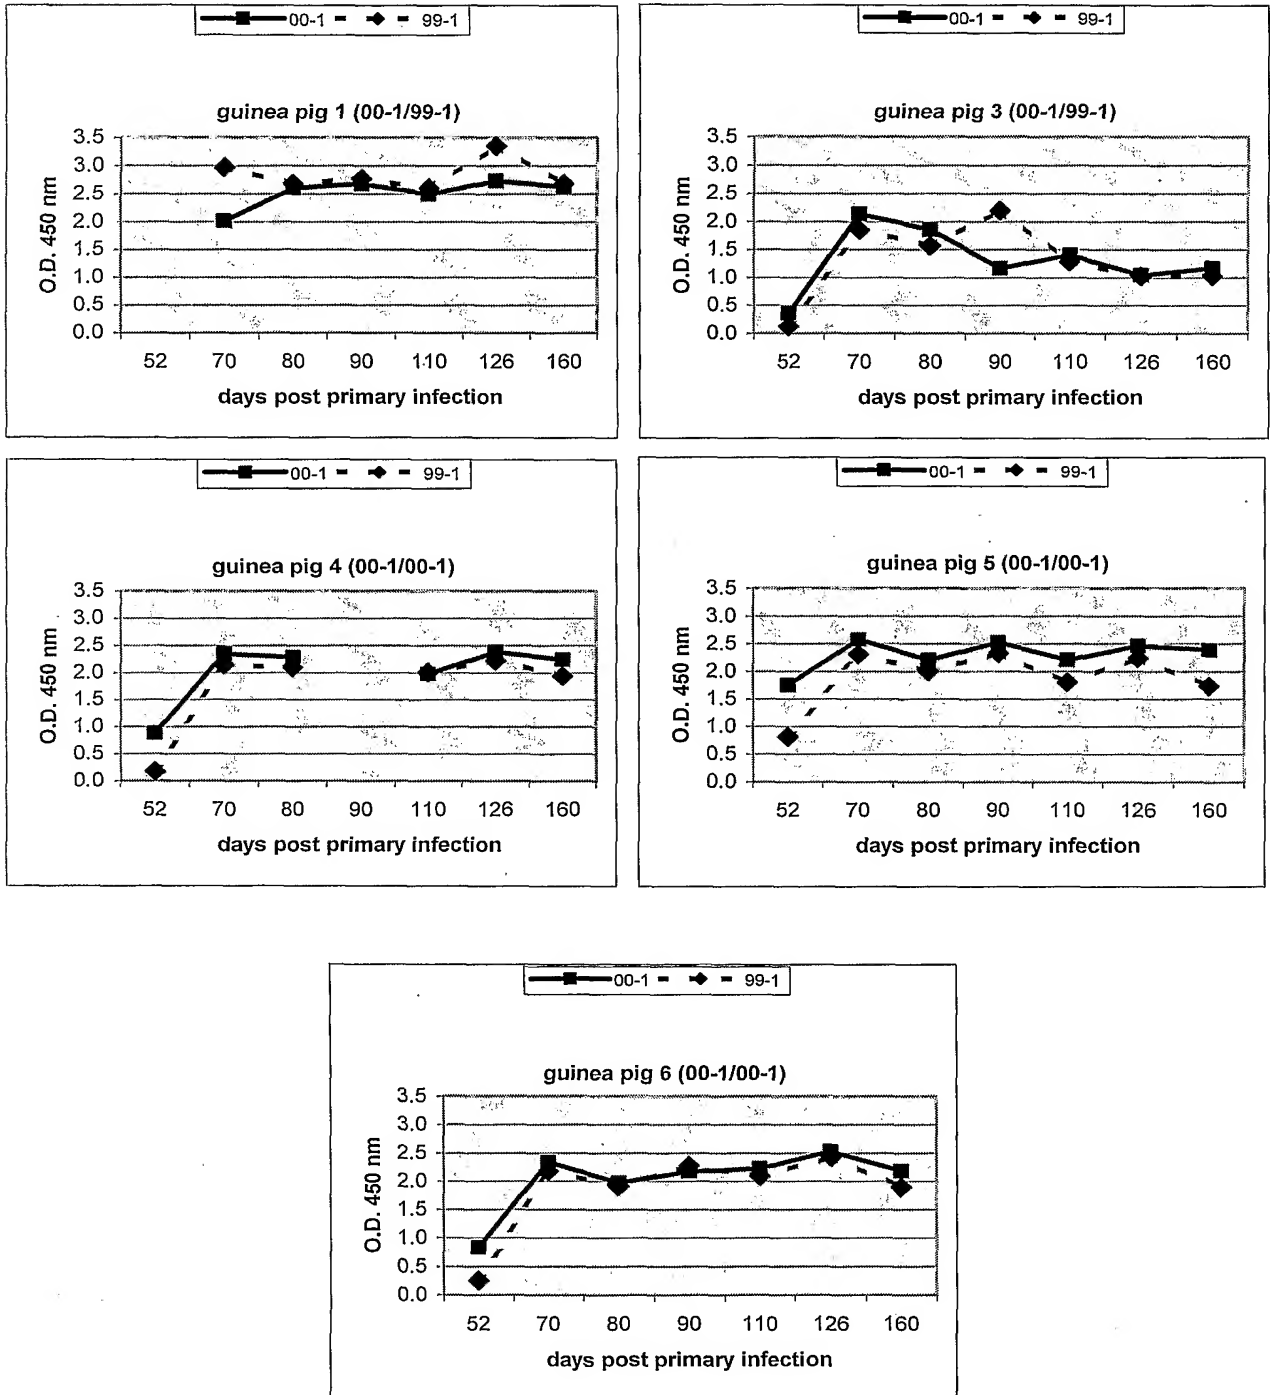 00-1 99-1
guinea pig 1 (00-1/99-1)
3.5
3.0
2.5
2.0
1.5
1.0
0.5
0.0
O.D. 450 nm
52 70 80 90 110 126 160
days post primary infection
00-1 99-1
guinea pig 3 (00-1/99-1)
3.5
3.0
2.5
2.0
1.5
1.0
0.5
0.0
O.D. 450 nm
52 70 80 90 110 126 160
days post primary infection
00-1 99-1
guinea pig 4 (00-1/00-1)
3.5
3.0
2.5
2.0
1.5
1.0
0.5
0.0
O.D. 450 nm
52 70 80 90 110 126 160
days post primary infection
00-1 99-1
guinea pig 5 (00-1/00-1)
3.5
3.0
2.5
2.0
1.5
1.0
0.5
0.0
O.D. 450 nm
52 70 80 90 110 126 160
days post primary infection
00-1 99-1
guinea pig 6 (00-1/00-1)
3.5
3.0
2.5
2.0
1.5
1.0
0.5
0.0
O.D. 450 nm
52 70 80 90 110 126 160
days post primary infection